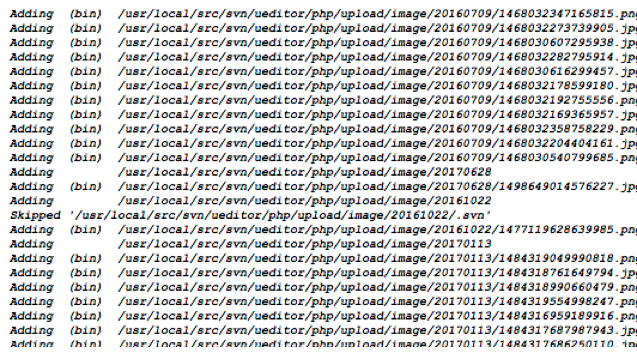 Adding (bin) /usr/local/src/svn/ueditor/php/upload/image/20160709/1468032347165815.png
Adding (bin) /usr/local/src/svn/ueditor/php/upload/image/20160709/1468032273739905.jpg
Adding (bin) /usr/local/src/svn/ueditor/php/upload/image/20160709/1468030607295938.jpg
Adding (bin) /usr/local/src/svn/ueditor/php/upload/image/20160709/1468032282795914.jpg
Adding (bin) /usr/local/src/svn/ueditor/php/upload/image/20160709/1468030616299457.jpg
Adding (bin) /usr/local/src/svn/ueditor/php/upload/image/20160709/1468032178599180.jpg
Adding (bin) /usr/local/src/svn/ueditor/php/upload/image/20160709/1468032192755556.png
Adding (bin) /usr/local/src/svn/ueditor/php/upload/image/20160709/1468032169365957.jpg
Adding (bin) /usr/local/src/svn/ueditor/php/upload/image/20160709/1468032358758229.png
Adding (bin) /usr/local/src/svn/ueditor/php/upload/image/20160709/1468032204404161.jpg
Adding (bin) /usr/local/src/svn/ueditor/php/upload/image/20160709/1468030540799685.png
Adding /usr/local/src/svn/ueditor/php/upload/image/20170628
Adding (bin) /usr/local/src/svn/ueditor/php/upload/image/20170628/1498649014576227.jpg
Adding /usr/local/src/svn/ueditor/php/upload/image/20161022
Skipped '/usr/local/src/svn/ueditor/php/upload/image/20161022/.svn'
Adding (bin) /usr/local/src/svn/ueditor/php/upload/image/20161022/1477119628639985.png
Adding /usr/local/src/svn/ueditor/php/upload/image/20170113
Adding (bin) /usr/local/src/svn/ueditor/php/upload/image/20170113/1484319049990818.png
Adding (bin) /usr/local/src/svn/ueditor/php/upload/image/20170113/1484318761649794.jpg
Adding (bin) /usr/local/src/svn/ueditor/php/upload/image/20170113/1484318990660479.png
Adding (bin) /usr/local/src/svn/ueditor/php/upload/image/20170113/1484319554998247.png
Adding (bin) /usr/local/src/svn/ueditor/php/upload/image/20170113/1484316959189916.png
Adding (bin) /usr/local/src/svn/ueditor/php/upload/image/20170113/1484317687987943.jpg
Adding (bin) /usr/local/src/svn/ueditor/php/upload/image/20170113/1484317686250110.jpg